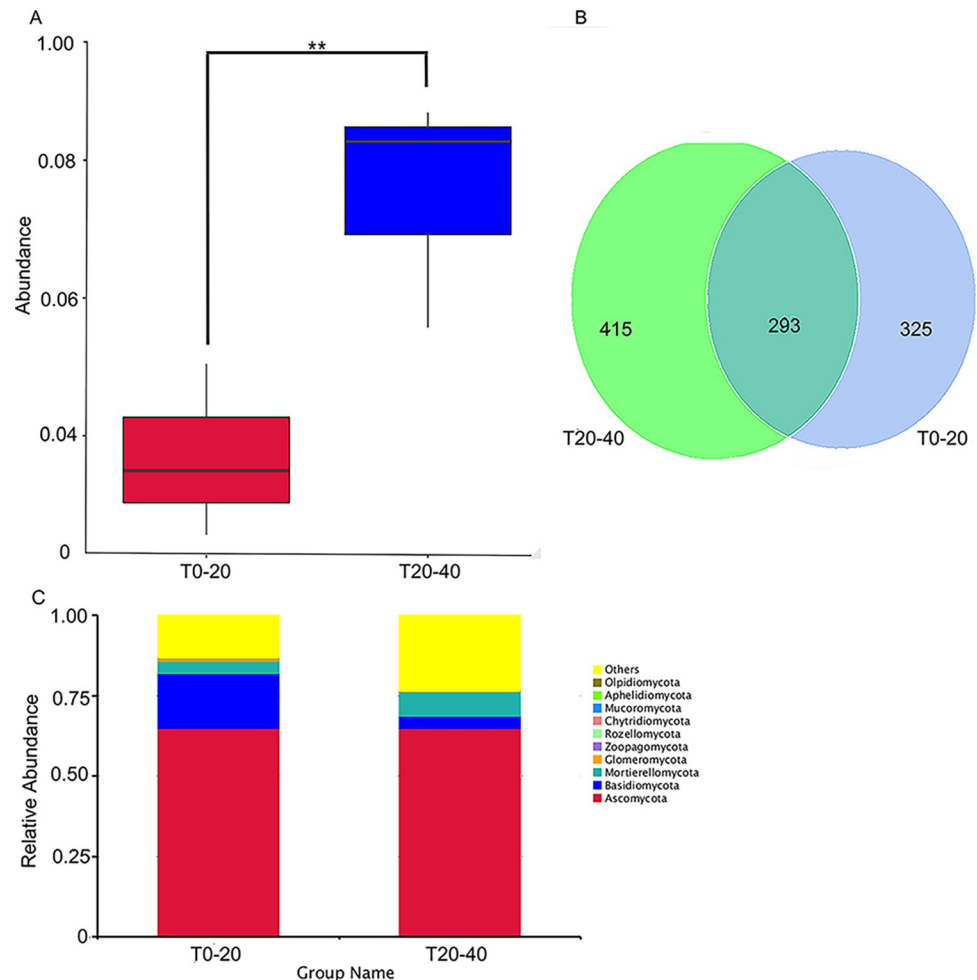 A
1.00
**
0.08
Abundance
0.06
0.04
0
T0-20
T20-40
B
415
293
325
T20-40
T0-20
C
1.00
0.75
0.50
0.25
0
Relative Abundance
T0-20
T20-40
Group Name
Others
Olpidiomycota
Aphelidiomycota
Mucoromycota
Chytridiomycota
Rozellomycota
Zoopagomycota
Glomeromycota
Mortierellomycota
Basidiomycota
Ascomycota